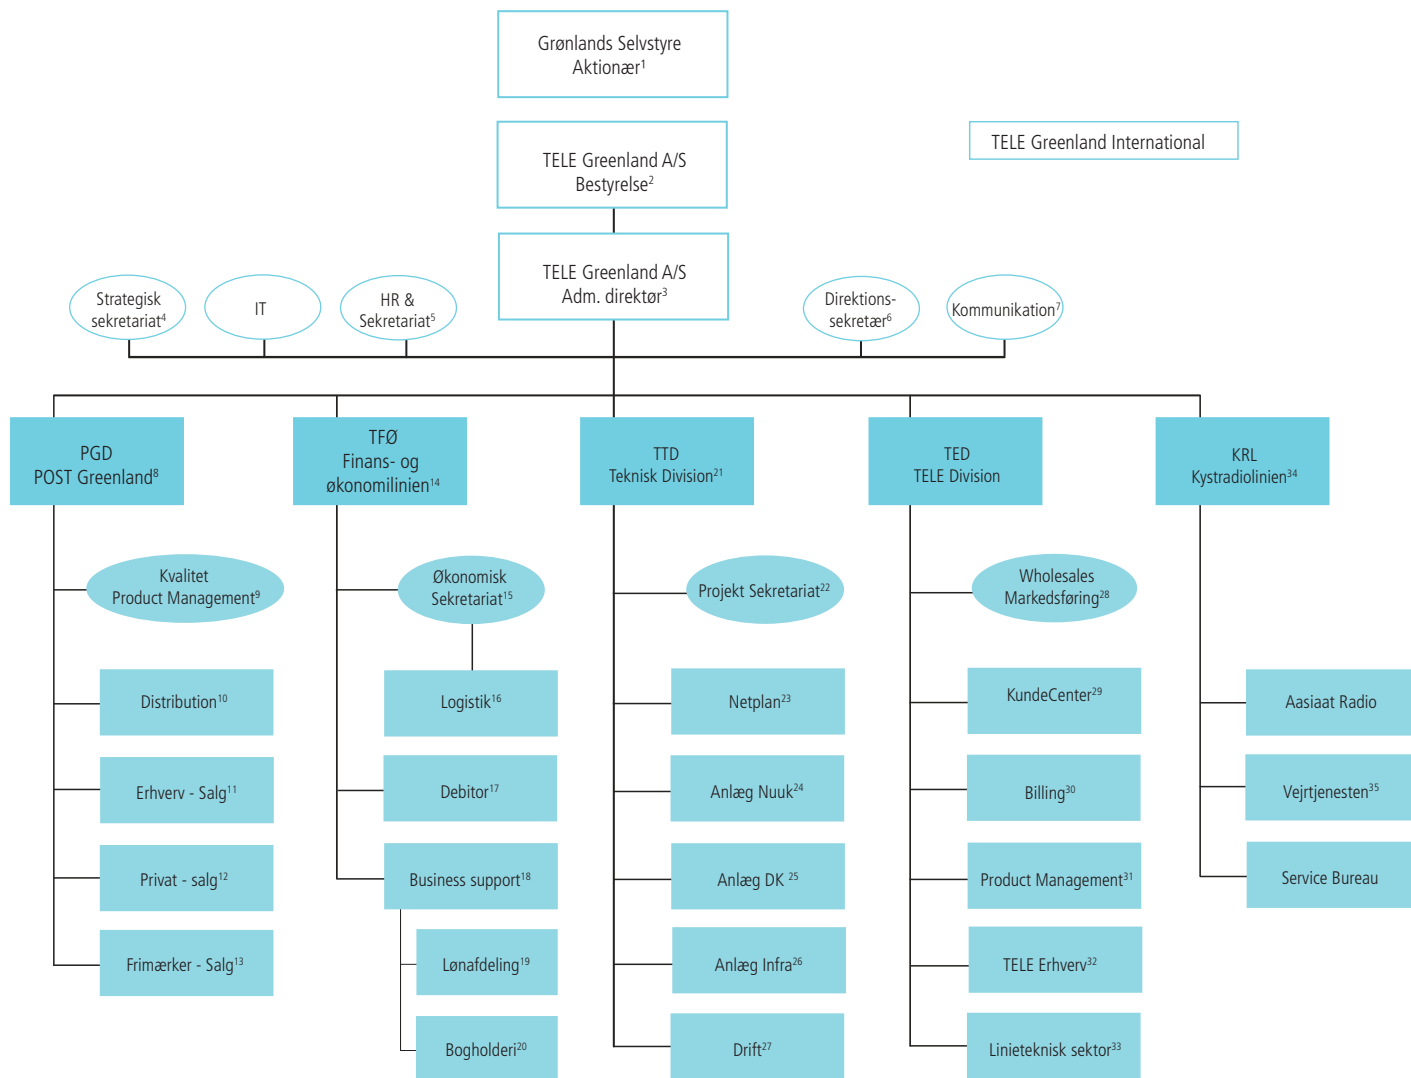 Grønlands Selvstyre
Aktionær¹
TELE Greenland A/S
Bestyrelse²
TELE Greenland International
TELE Greenland A/S
Adm. direktør³
Strategisk
sekretariat⁴
IT
HR &
Sekretariat⁵
Direktions-
sekretær⁶
Kommunikation⁷
PGD
POST Greenland⁸
TFØ
Finans- og
økonomilinien¹⁴
TTD
Teknisk Division²¹
TED
TELE Division
KRL
Kystradiolinien³⁴
Kvalitet
Product Management⁹
Økonomisk
Sekretariat¹⁵
Projekt Sekretariat²²
Wholesales
Markedsføring²⁸
Distribution¹⁰
Logistik¹⁶
Netplan²³
KundeCenter²⁹
Aasiaat Radio
Erhverv - Salg¹¹
Debitor¹⁷
Anlæg Nuuk²⁴
Billing³⁰
Vejrtjenesten³⁵
Privat - salg¹²
Business support¹⁸
Anlæg DK ²⁵
Product Management³¹
Service Bureau
Frimærker - Salg¹³
Lønafdeling¹⁹
Anlæg Infra²⁶
TELE Erhverv³²
Bogholderi²⁰
Drift²⁷
Linieteknisk sektor³³